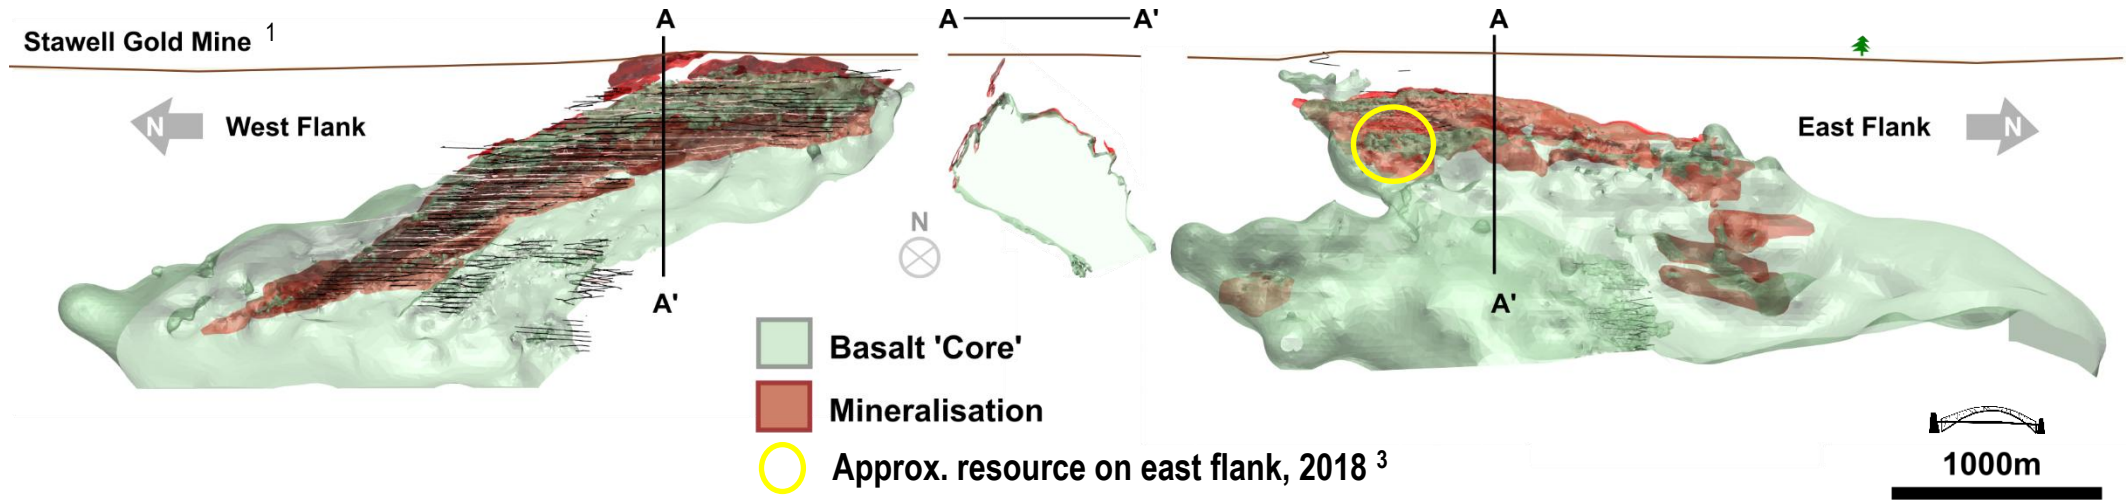 Stawell Gold Mine 1
A
A A'
A
N West Flank
East Flank N
N
A'
A'
Basalt 'Core'
Mineralisation
Approx. resource on east flank, 2018 3
1000m